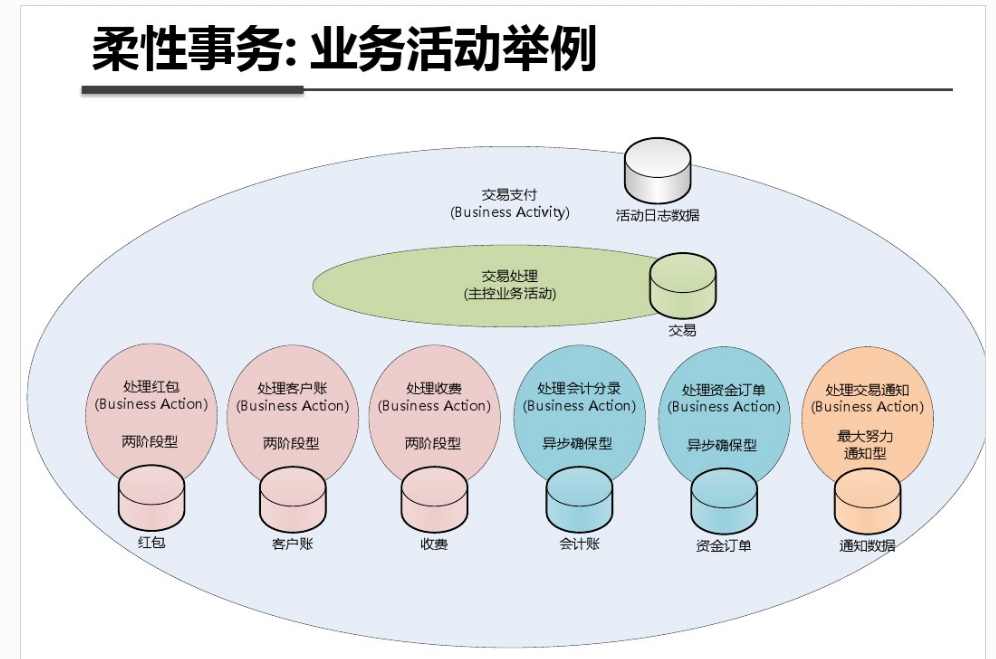 柔性事务: 业务活动举例
交易支付
(Business Activity)
活动日志数据
交易处理
(主控业务活动)
交易
处理红包
(Business Action)
两阶段型
红包
处理客户账
(Business Action)
两阶段型
客户账
处理收费
(Business Action)
两阶段型
收费
处理会计分录
(Business Action)
异步确保型
会计账
处理资金订单
(Business Action)
异步确保型
资金订单
处理交易通知
(Business Action)
最大努力
通知型
通知数据